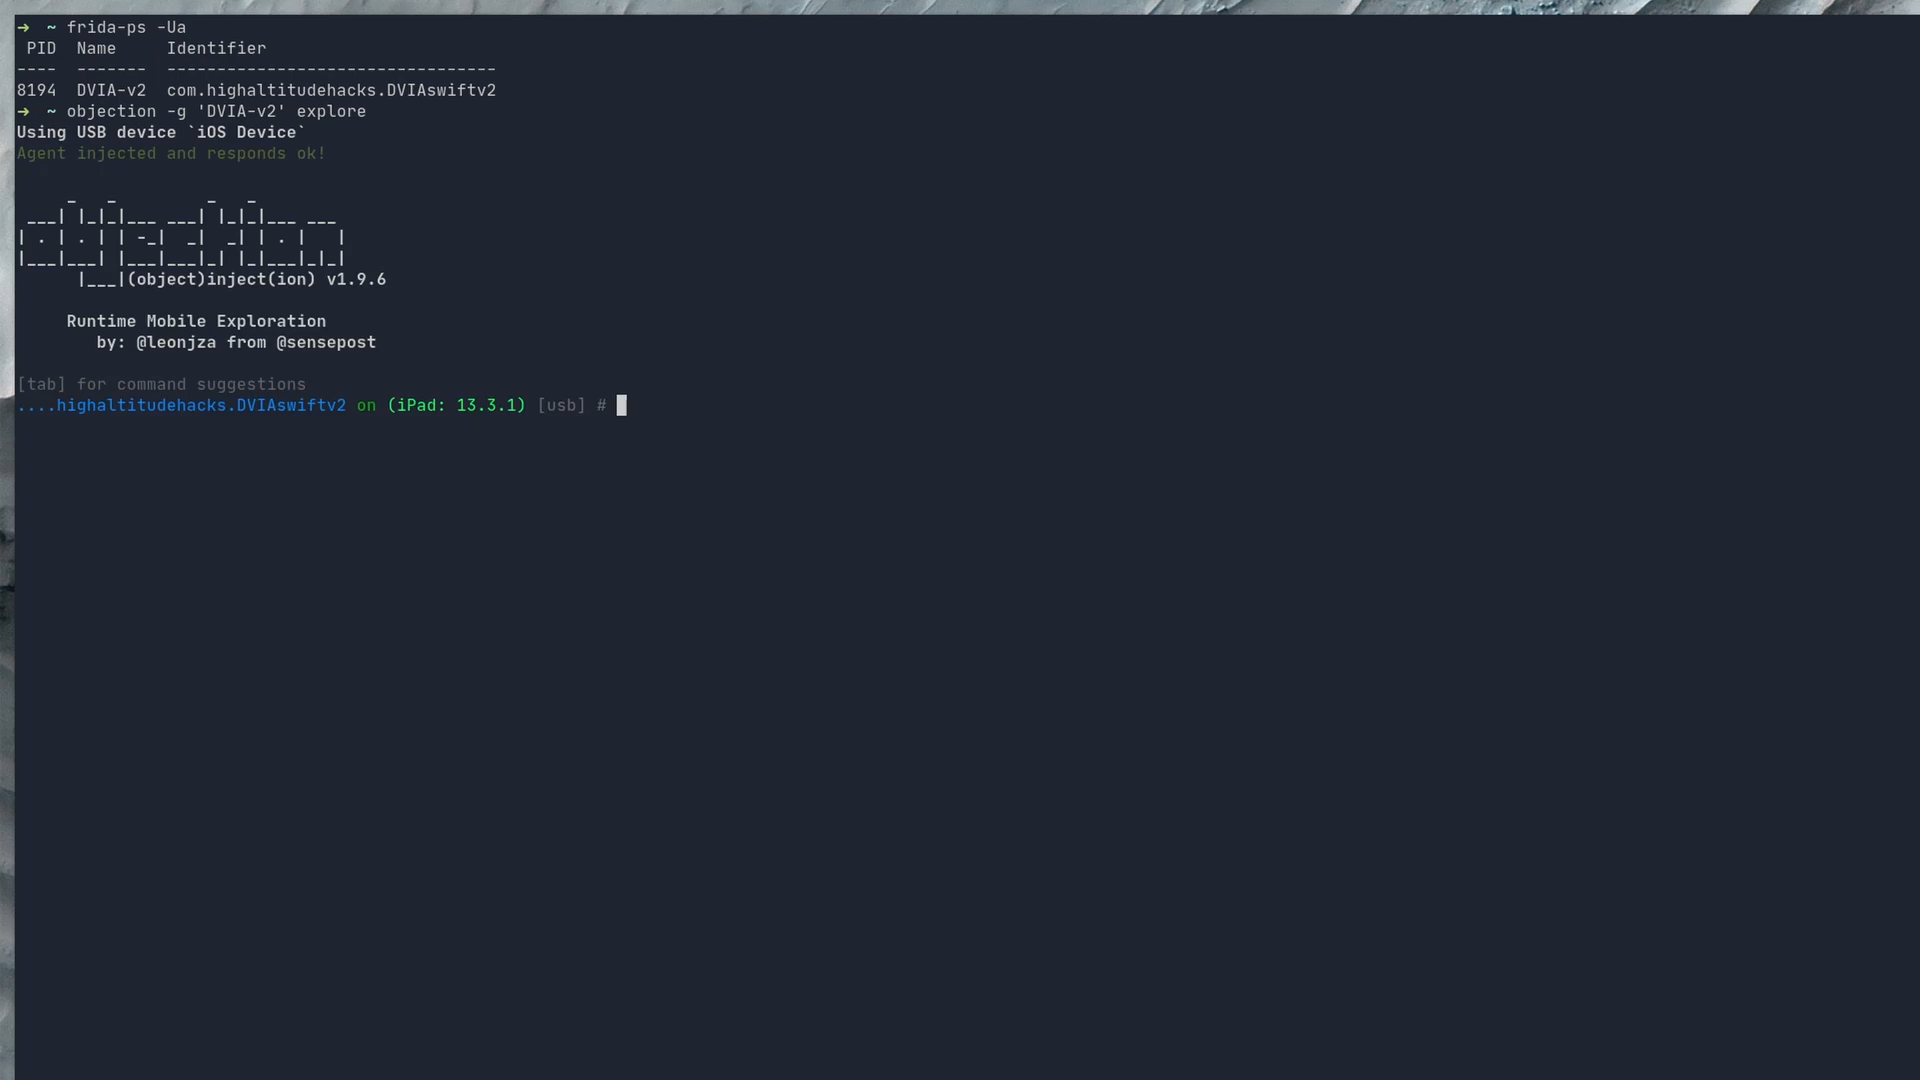 →  ~ frida-ps -Ua
 PID  Name     Identifier
----  -------  ---------------------------------
8194  DVIA-v2  com.highaltitudehacks.DVIAswiftv2
→  ~ objection -g 'DVIA-v2' explore
Using USB device `iOS Device`
Agent injected and responds ok!
     _   _         _   _
 ___| |_|_|___ ___| |_|_|___ ___
| . | . | | -_|  _|  _| | . |   |
|___|___| |___|___|_| |_|___|_|_|
      |___|(object)inject(ion) v1.9.6
     Runtime Mobile Exploration
        by: @leonjza from @sensepost
[tab] for command suggestions
....highaltitudehacks.DVIAswiftv2 on (iPad: 13.3.1) [usb] #